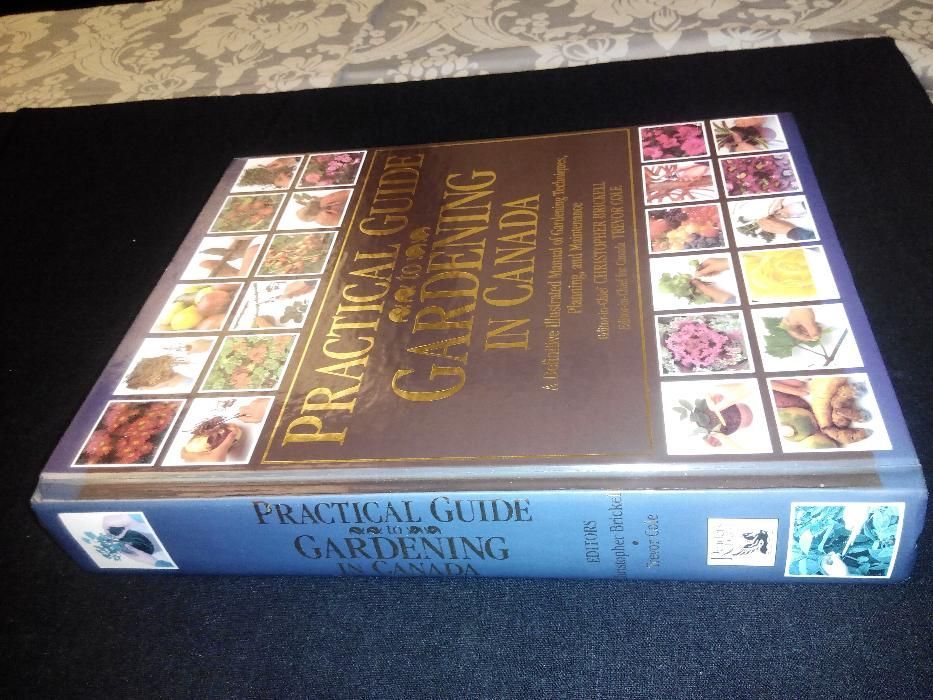 PRACTICAL GUIDE
to
GARDENING
IN CANADA
A Definitive Illustrated Manual of Gardening Techniques,
Planning, and Maintenance
Editor-in-chief CHRISTOPHER BRICKELL
Editor-in-Chief for Canada TREVOR COLE
PRACTICAL GUIDE
to
GARDENING
IN CANADA
EDITORS
Christopher Brickell
•
Trevor Cole